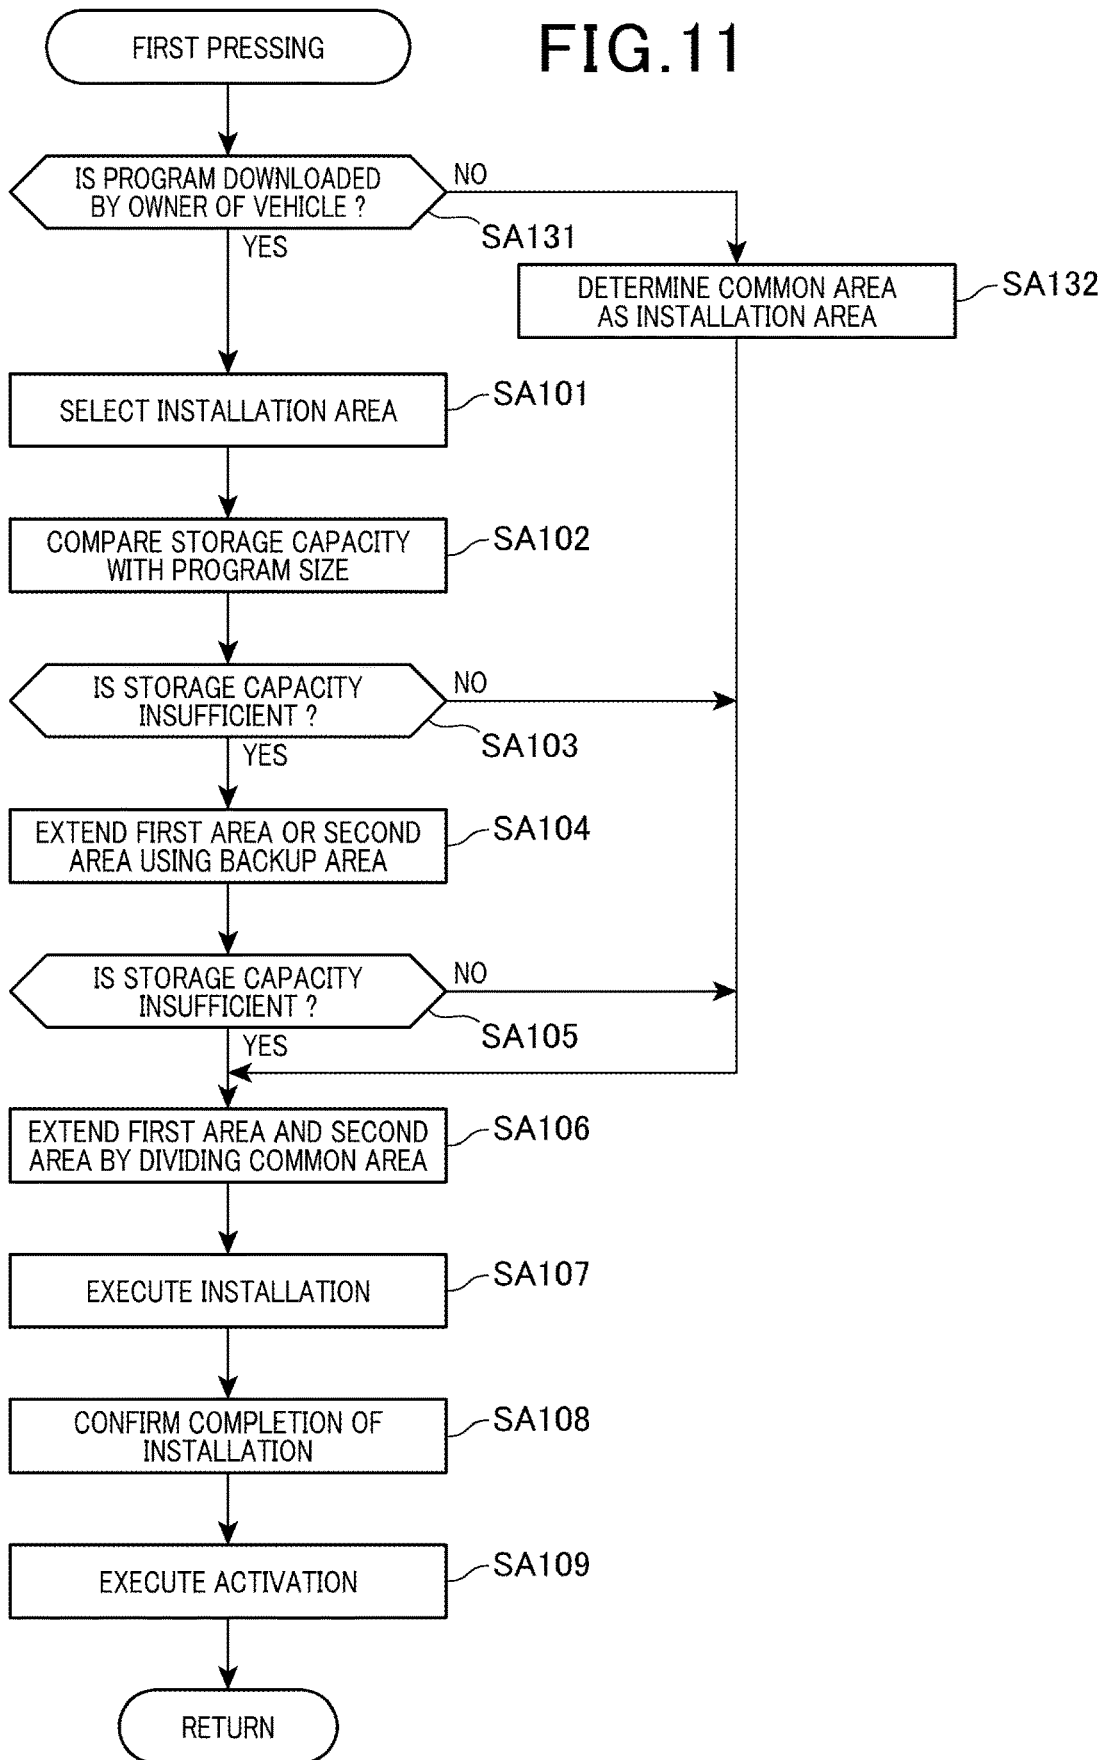 FIG.11
FIRST PRESSING
IS PROGRAM DOWNLOADED
BY OWNER OF VEHICLE ?
NO
SA131
YES
DETERMINE COMMON AREA
AS INSTALLATION AREA
SA132
SELECT INSTALLATION AREA
SA101
COMPARE STORAGE CAPACITY
WITH PROGRAM SIZE
SA102
IS STORAGE CAPACITY
INSUFFICIENT ?
NO
SA103
YES
EXTEND FIRST AREA OR SECOND
AREA USING BACKUP AREA
SA104
IS STORAGE CAPACITY
INSUFFICIENT ?
NO
SA105
YES
EXTEND FIRST AREA AND SECOND
AREA BY DIVIDING COMMON AREA
SA106
EXECUTE INSTALLATION
SA107
CONFIRM COMPLETION OF
INSTALLATION
SA108
EXECUTE ACTIVATION
SA109
RETURN